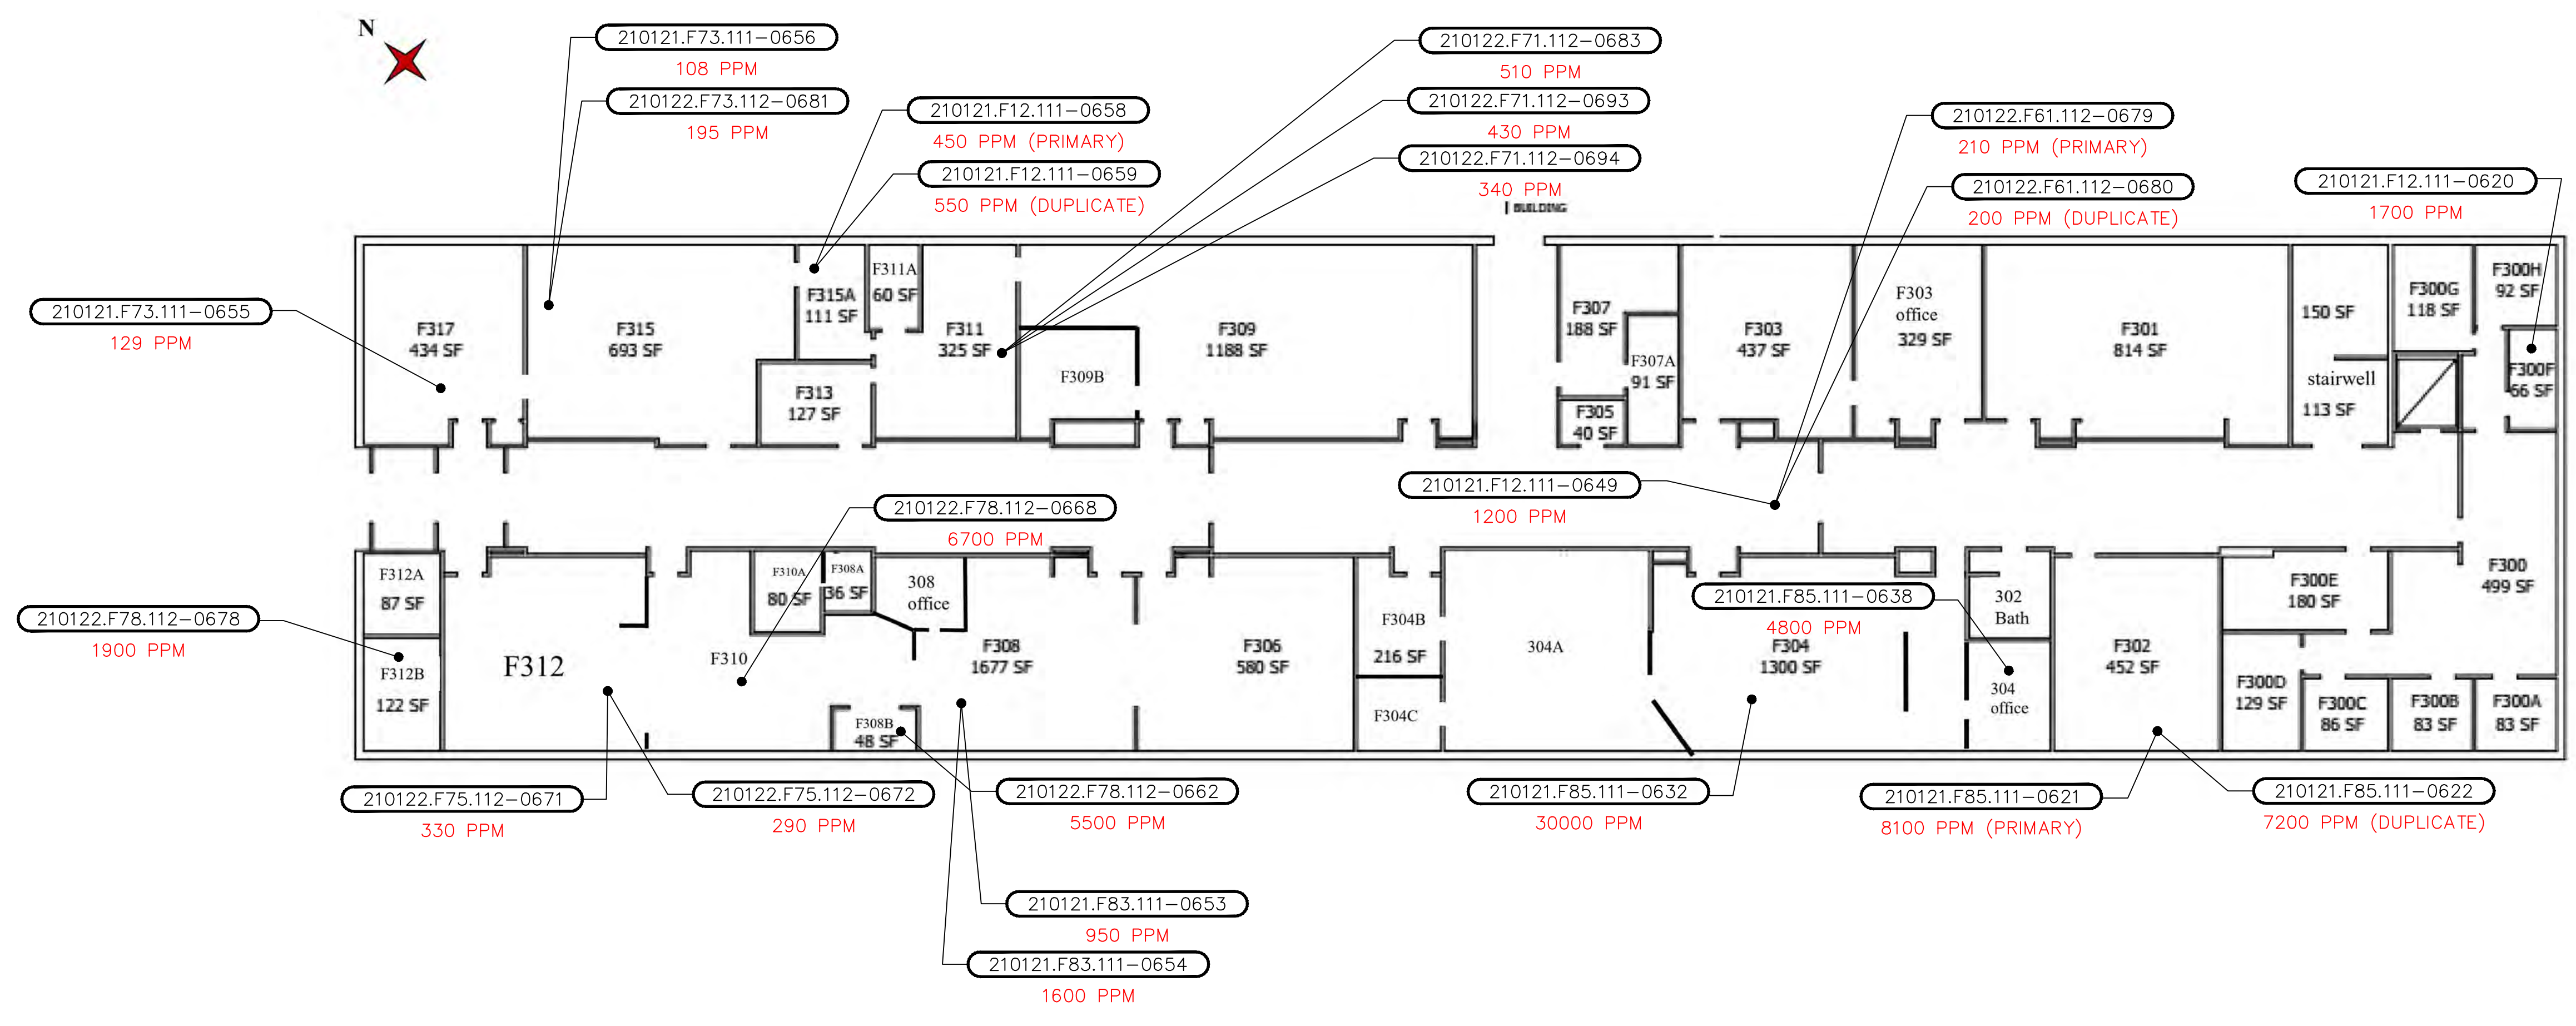 N
210121.F73.111-0656
108 PPM
210122.F73.112-0681
195 PPM
210121.F12.111-0658
450 PPM (PRIMARY)
210121.F12.111-0659
550 PPM (DUPLICATE)
210122.F71.112-0683
510 PPM
210122.F71.112-0693
430 PPM
210122.F71.112-0694
340 PPM
BUILDING
210122.F61.112-0679
210 PPM (PRIMARY)
210122.F61.112-0680
200 PPM (DUPLICATE)
210121.F12.111-0620
1700 PPM
210121.F73.111-0655
129 PPM
F317
434 SF
F315
693 SF
F315A
111 SF
F311A
60 SF
F313
127 SF
F311
325 SF
F309B
F309
1188 SF
F307
188 SF
F307A
91 SF
F305
40 SF
F303
437 SF
F303
office
329 SF
F301
814 SF
150 SF
stairwell
113 SF
F300G
118 SF
F300H
92 SF
F300F
66 SF
210122.F78.112-0668
6700 PPM
210121.F12.111-0649
1200 PPM
F312A
87 SF
210122.F78.112-0678
1900 PPM
F312B
122 SF
F312
F310
F310A
80 SF
F308A
36 SF
308
office
F308
1677 SF
F308B
48 SF
F306
580 SF
F304B
216 SF
F304C
304A
210121.F85.111-0638
4800 PPM
F304
1300 SF
302
Bath
304
office
F302
452 SF
F300E
180 SF
F300
499 SF
F300D
129 SF
F300C
86 SF
F300B
83 SF
F300A
83 SF
210122.F75.112-0671
330 PPM
210122.F75.112-0672
290 PPM
210122.F78.112-0662
5500 PPM
210121.F85.111-0632
30000 PPM
210121.F85.111-0621
8100 PPM (PRIMARY)
210121.F85.111-0622
7200 PPM (DUPLICATE)
210121.F83.111-0653
950 PPM
210121.F83.111-0654
1600 PPM